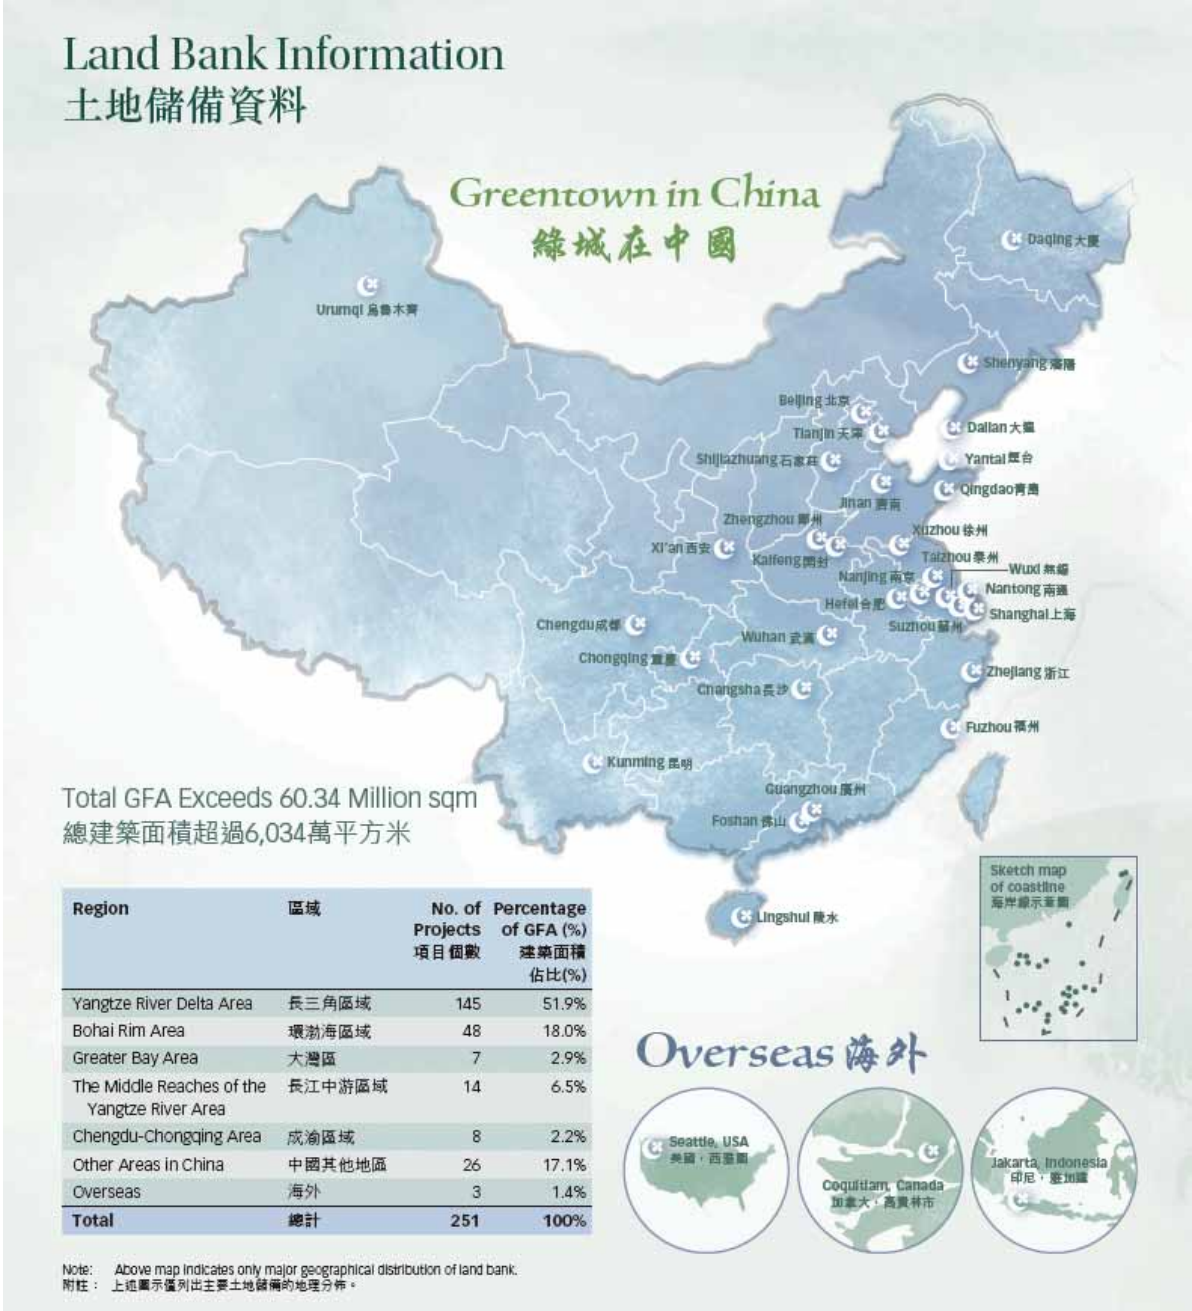 Land Bank Information
土地儲備資料
Greentown in China
綠城在中國
Daqing 大慶
Urumqi 烏魯木齊
Shenyang 瀋陽
Beijing 北京
Tianjin 天津
Dalian 大連
Shijiazhuang 石家莊
Yantai 煙台
Jinan 濟南
Qingdao 青島
Zhengzhou 鄭州
Xuzhou 徐州
Xi'an 西安
Kaifeng 開封
Taizhou 泰州
Wuxi 無錫
Nanjing 南京
Nantong 南通
Hefei 合肥
Shanghai 上海
Suzhou 蘇州
Chengdu 成都
Wuhan 武漢
Chongqing 重慶
Zhejiang 浙江
Changsha 長沙
Fuzhou 福州
Kunming 昆明
Guangzhou 廣州
Foshan 佛山
Lingshui 陵水
Total GFA Exceeds 60.34 Million sqm
總建築面積超過6,034萬平方米
Sketch map
of coastline
海岸線示意圖
Region 區域 No. of Percentage
Projects of GFA (%)
項目個數 建築面積
佔比(%)
Yangtze River Delta Area 長三角區域 145 51.9%
Bohai Rim Area 環渤海區域 48 18.0%
Greater Bay Area 大灣區 7 2.9%
The Middle Reaches of the 長江中游區域 14 6.5%
Yangtze River Area
Chengdu-Chongqing Area 成渝區域 8 2.2%
Other Areas in China 中國其他地區 26 17.1%
Overseas 海外 3 1.4%
Total 總計 251 100%
Overseas 海外
Seattle, USA
美國，西雅圖
Coquitlam, Canada
加拿大，高貴林市
Jakarta, Indonesia
印尼，雅加達
Note: Above map indicates only major geographical distribution of land bank.
附註： 上述圖示僅列出主要土地儲備的地理分佈。